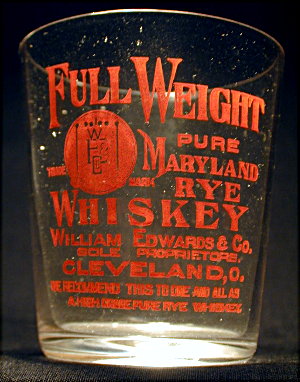 FULL WEIGHT
PURE
MARYLAND
TRADE MARK
RYE
WHISKEY
WILLIAM EDWARDS & CO.
SOLE PROPRIETORS
CLEVELAND, O.
WE RECOMMEND THIS TO ONE AND ALL AS
A HIGH GRADE PURE RYE WHISKEY.